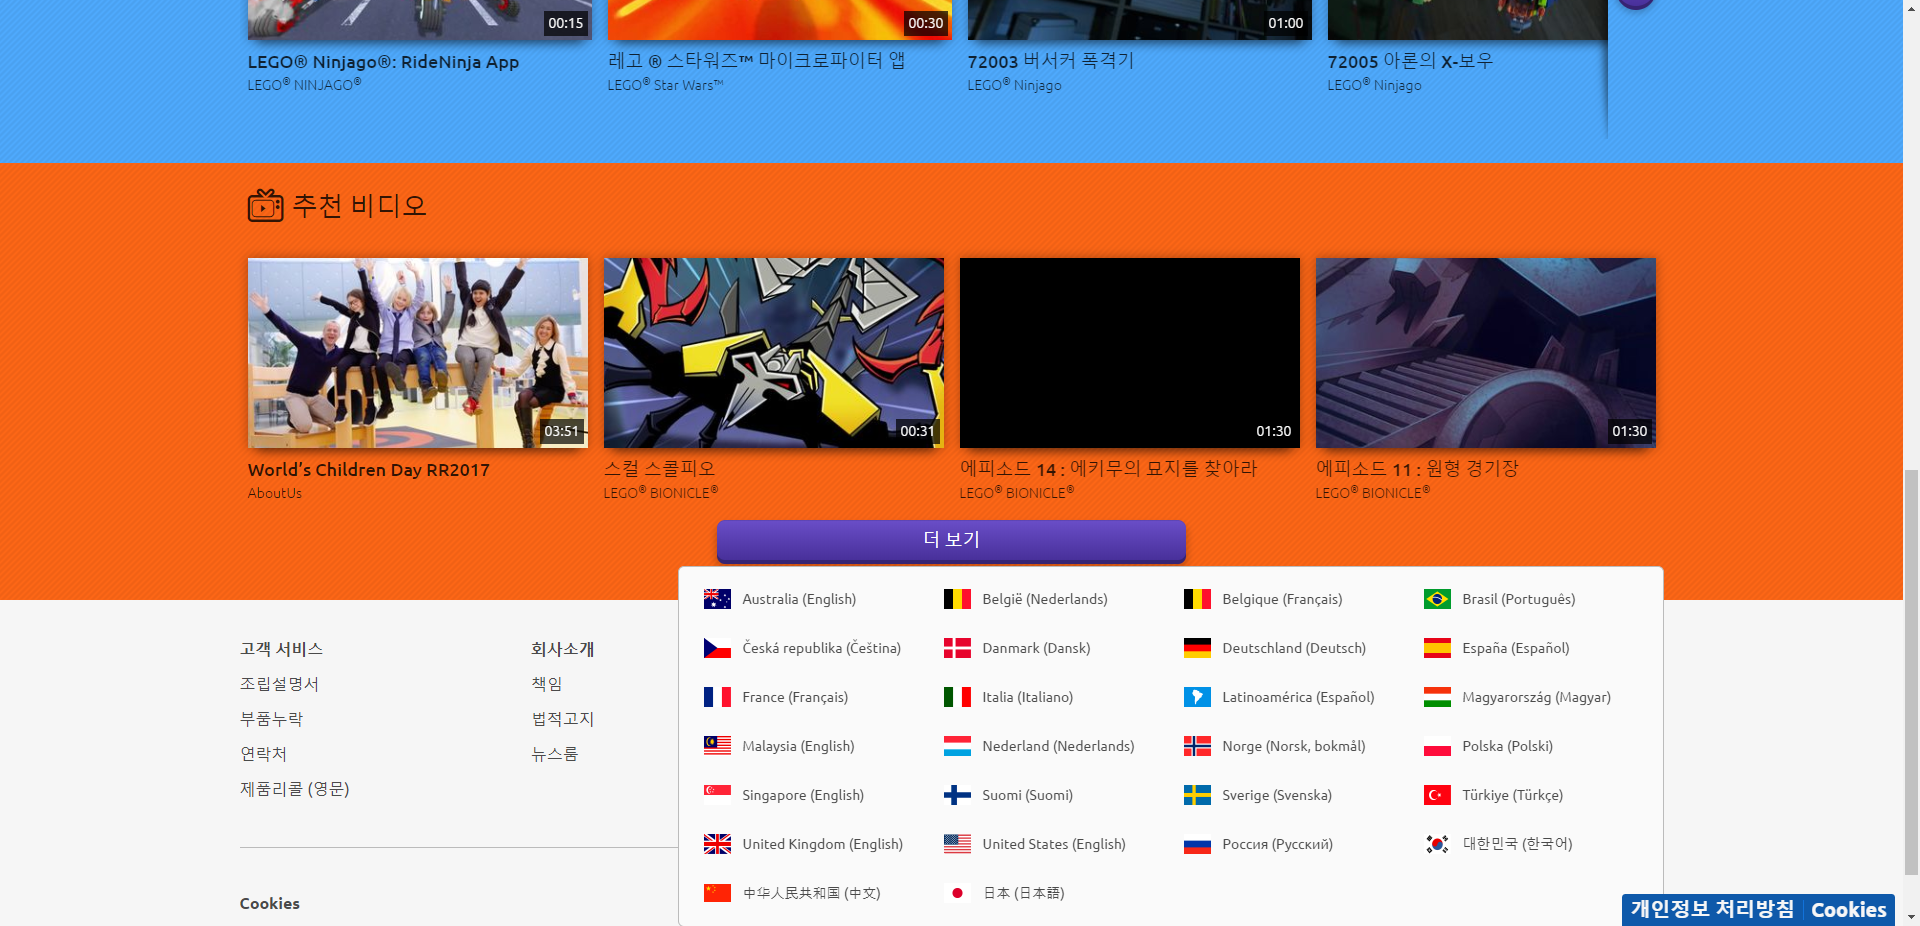 00:15
00:30
01:00
LEGO® Ninjago®: RideNinja App
레고 ® 스타워즈™ 마이크로파이터 앱
72003 버서커 폭격기
72005 아론의 X-보우
LEGO® NINJAGO®
LEGO® Star Wars™
LEGO® Ninjago
LEGO® Ninjago
추천 비디오
03:51
00:31
01:30
01:30
World’s Children Day RR2017
스컬 스콜피오
에피소드 14 : 에키무의 묘지를 찾아라
에피소드 11 : 원형 경기장
AboutUs
LEGO® BIONICLE®
LEGO® BIONICLE®
LEGO® BIONICLE®
더 보기
고객 서비스
조립설명서
부품누락
연락처
제품리콜 (영문)
회사소개
책임
법적고지
뉴스룸
Australia (English)
België (Nederlands)
Belgique (Français)
Brasil (Português)
Česká republika (Čeština)
Danmark (Dansk)
Deutschland (Deutsch)
España (Español)
France (Français)
Italia (Italiano)
Latinoamérica (Español)
Magyarország (Magyar)
Malaysia (English)
Nederland (Nederlands)
Norge (Norsk, bokmål)
Polska (Polski)
Singapore (English)
Suomi (Suomi)
Sverige (Svenska)
Türkiye (Türkçe)
United Kingdom (English)
United States (English)
Россия (Русский)
대한민국 (한국어)
中华人民共和国 (中文)
日本 (日本語)
Cookies
개인정보 처리방침
Cookies